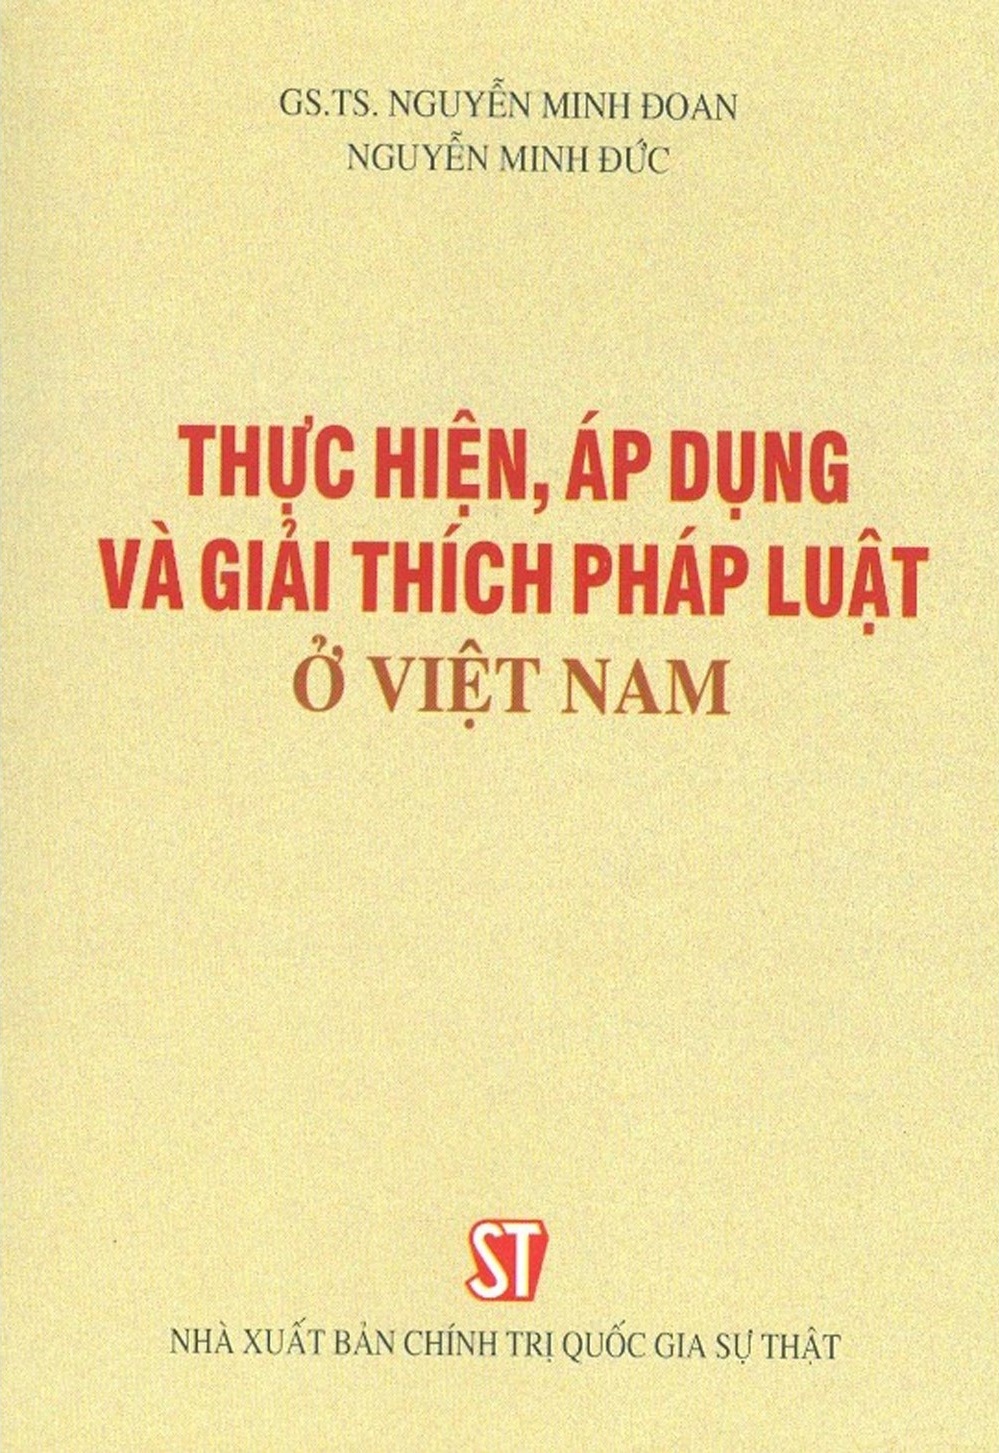 GS.TS. NGUYỄN MINH ĐOAN
NGUYỄN MINH ĐỨC
THỰC HIỆN, ÁP DỤNG
VÀ GIẢI THÍCH PHÁP LUẬT
Ở VIỆT NAM
ST
NHÀ XUẤT BẢN CHÍNH TRỊ QUỐC GIA SỰ THẬT